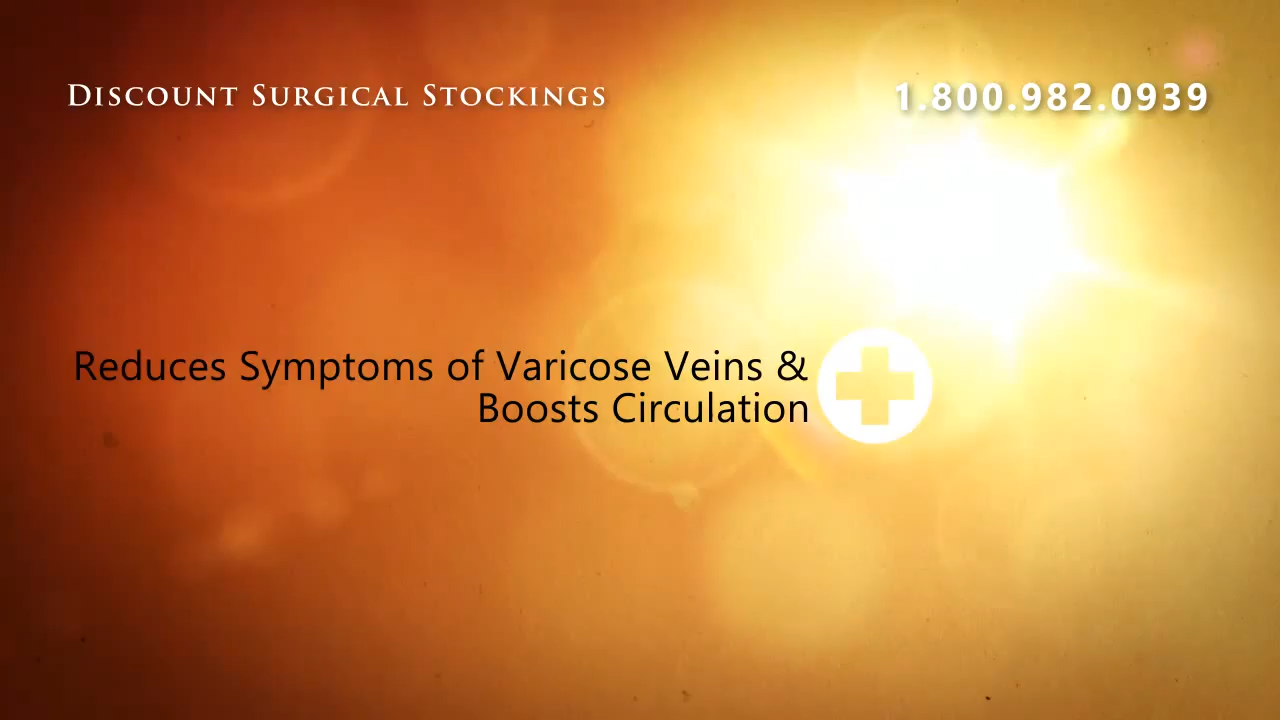 Discount Surgical Stockings
1.800.982.0939
Reduces Symptoms of Varicose Veins &
Boosts Circulation